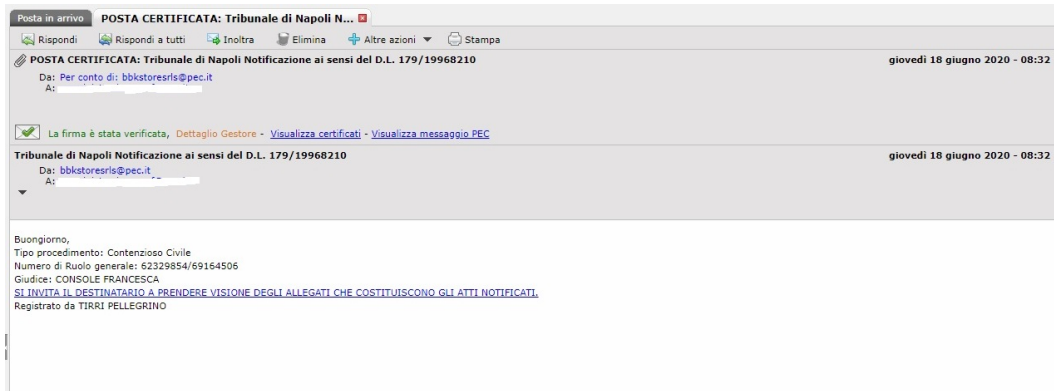 Posta in arrivo POSTA CERTIFICATA: Tribunale di Napoli N...
Rispondi Rispondi a tutti Inoltra Elimina Altre azioni Stampa
POSTA CERTIFICATA: Tribunale di Napoli Notificazione ai sensi del D.L. 179/19968210 giovedì 18 giugno 2020 - 08:32
Da: Per conto di: bbkstoresrls@pec.it
A:
La firma è stata verificata, Dettaglio Gestore - Visualizza certificati - Visualizza messaggio PEC
Tribunale di Napoli Notificazione ai sensi del D.L. 179/19968210 giovedì 18 giugno 2020 - 08:32
Da: bbkstoresrls@pec.it
A:
Buongiorno,
Tipo procedimento: Contenzioso Civile
Numero di Ruolo generale: 62329854/69164506
Giudice: CONSOLE FRANCESCA
SI INVITA IL DESTINATARIO A PRENDERE VISIONE DEGLI ALLEGATI CHE COSTITUISCONO GLI ATTI NOTIFICATI.
Registrato da TIRRI PELLEGRINO